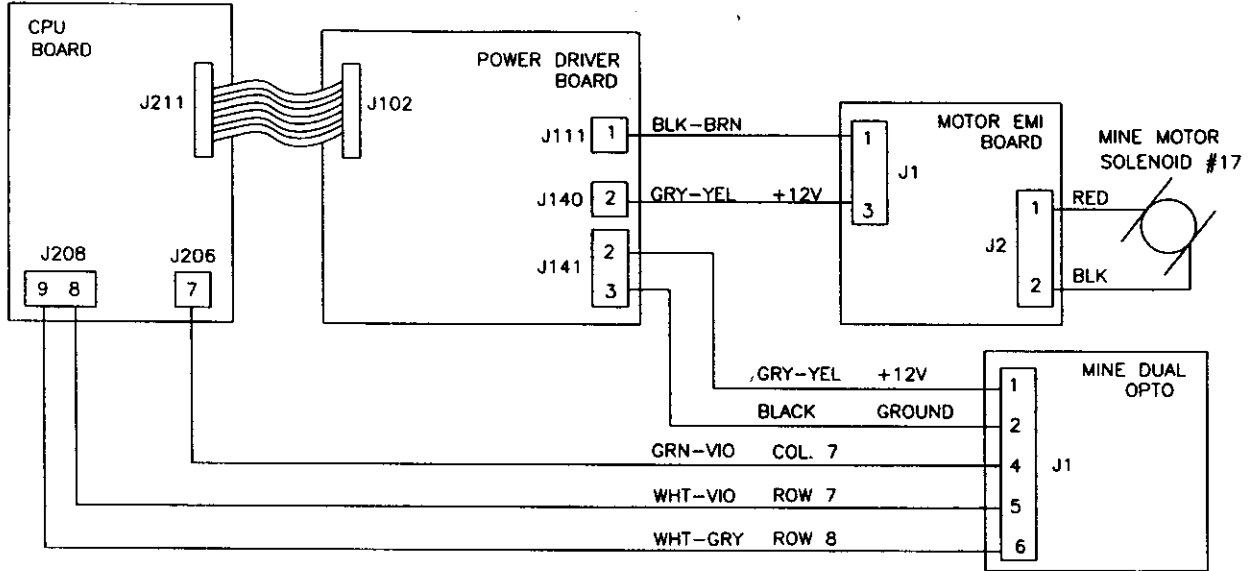 CPU
BOARD
J211
J102
POWER DRIVER
BOARD
J111 1 BLK-BRN
J140 2 GRY-YEL +12V
J141 2
3
MOTOR EMI
BOARD
1
J1
3
J2
1
2
RED
BLK
MINE MOTOR
SOLENOID #17
J208
9 8
J206
7
MINE DUAL
OPTO
J1
GRY-YEL +12V 1
BLACK GROUND 2
GRN-VIO COL. 7 4
WHT-VIO ROW 7 5
WHT-GRY ROW 8 6